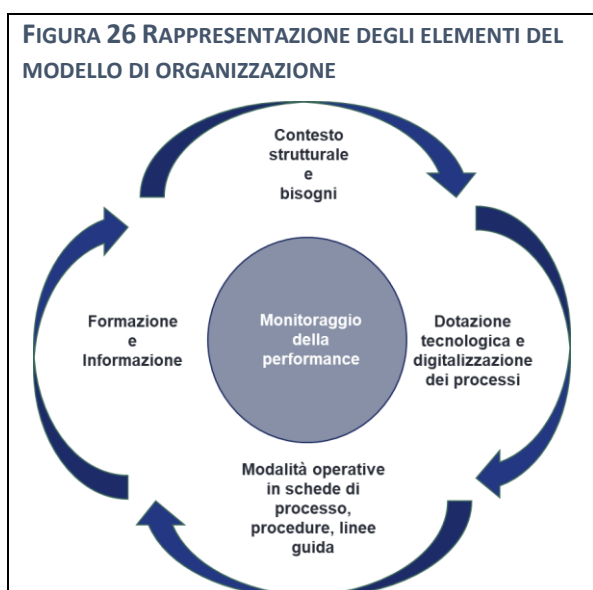 FIGURA 26 RAPPRESENTAZIONE DEGLI ELEMENTI DEL
MODELLO DI ORGANIZZAZIONE
Contesto
strutturale
e
bisogni
Dotazione
tecnologica e
digitalizzazione
dei processi
Modalità operative
in schede di
processo,
procedure, linee
guida
Formazione
e
Informazione
Monitoraggio
della
performance